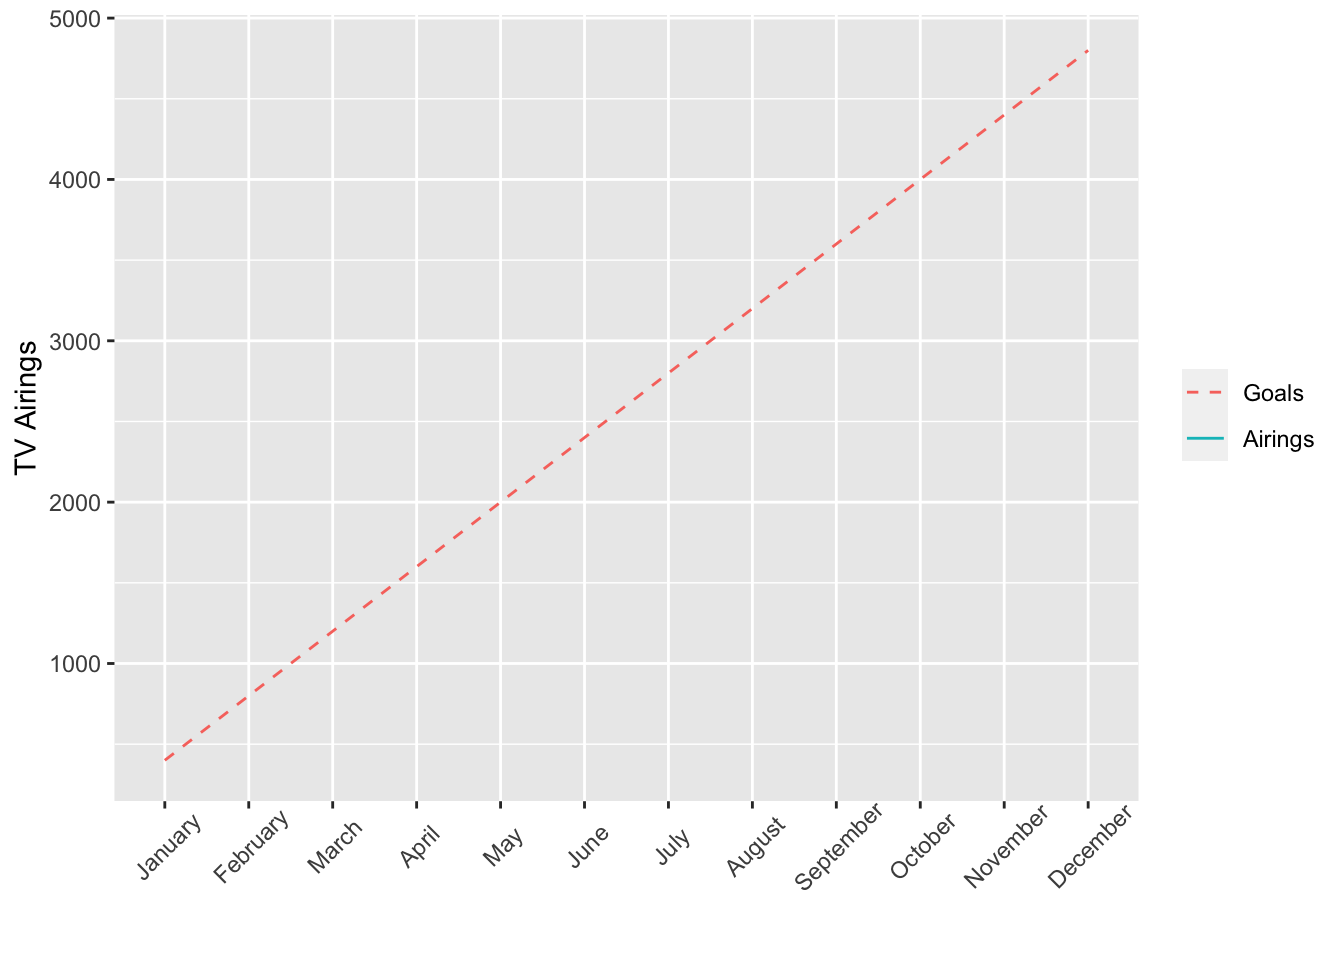 5000
4000
3000
2000
1000
TV Airings
January
February
March
April
May
June
July
August
September
October
November
December
Goals
Airings